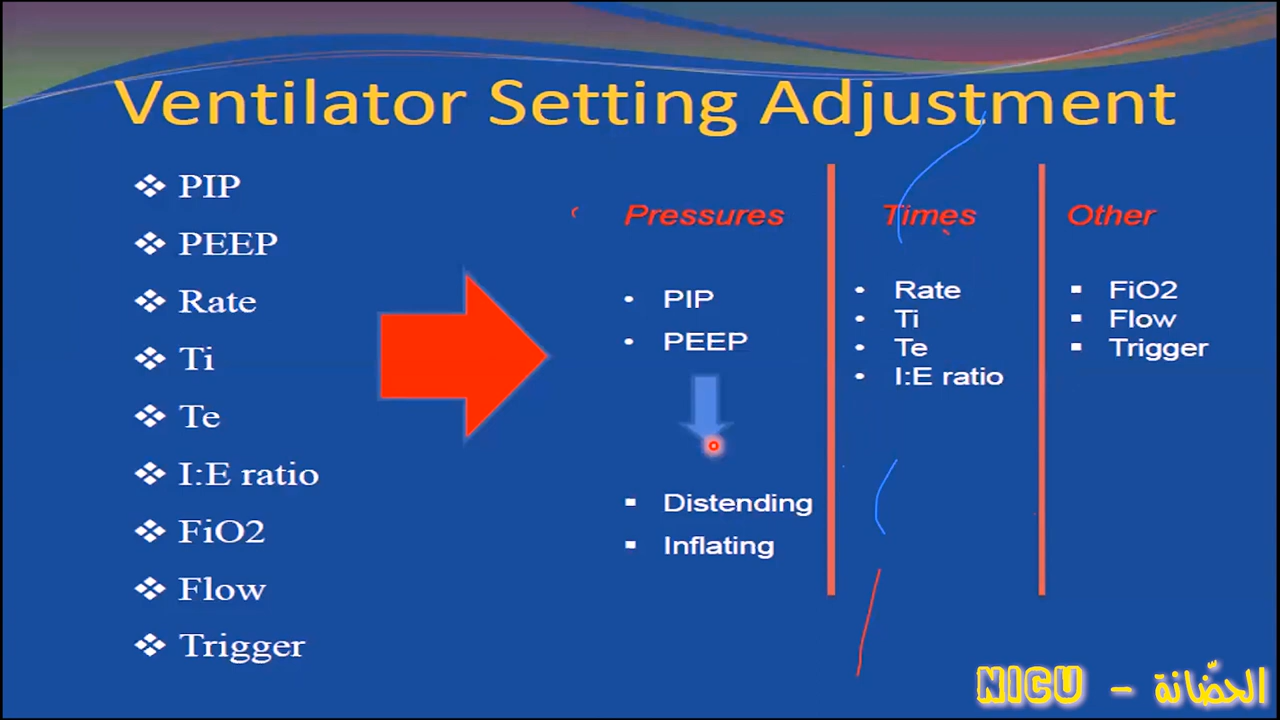 Ventilator Setting Adjustment
PIP
PEEP
Rate
Ti
Te
I:E ratio
FiO2
Flow
Trigger
Pressures
PIP
PEEP
Distending
Inflating
Times
Rate
Ti
Te
I:E ratio
Other
FiO2
Flow
Trigger
NICU - الحضّانة